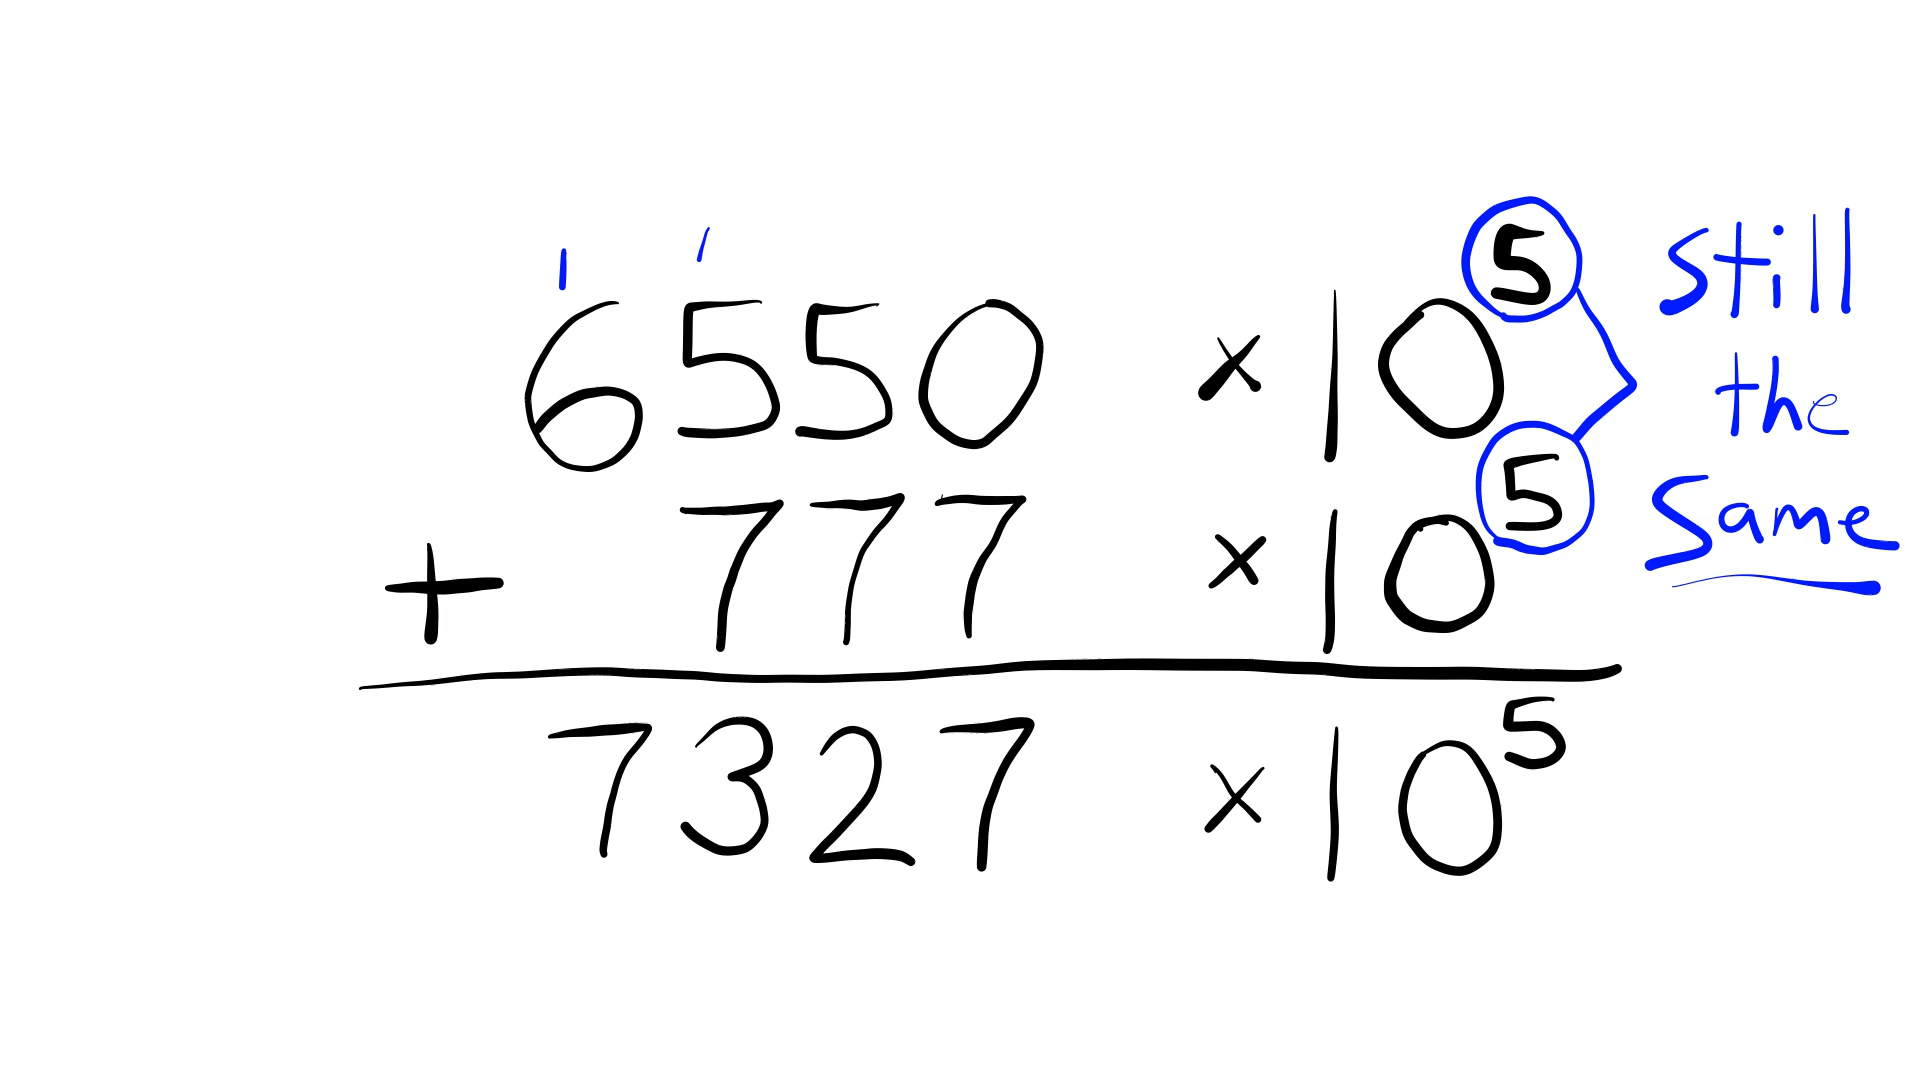 1 1
6550 × 10⁵
+ 777 × 10⁵
7327 × 10⁵
Still
the
Same